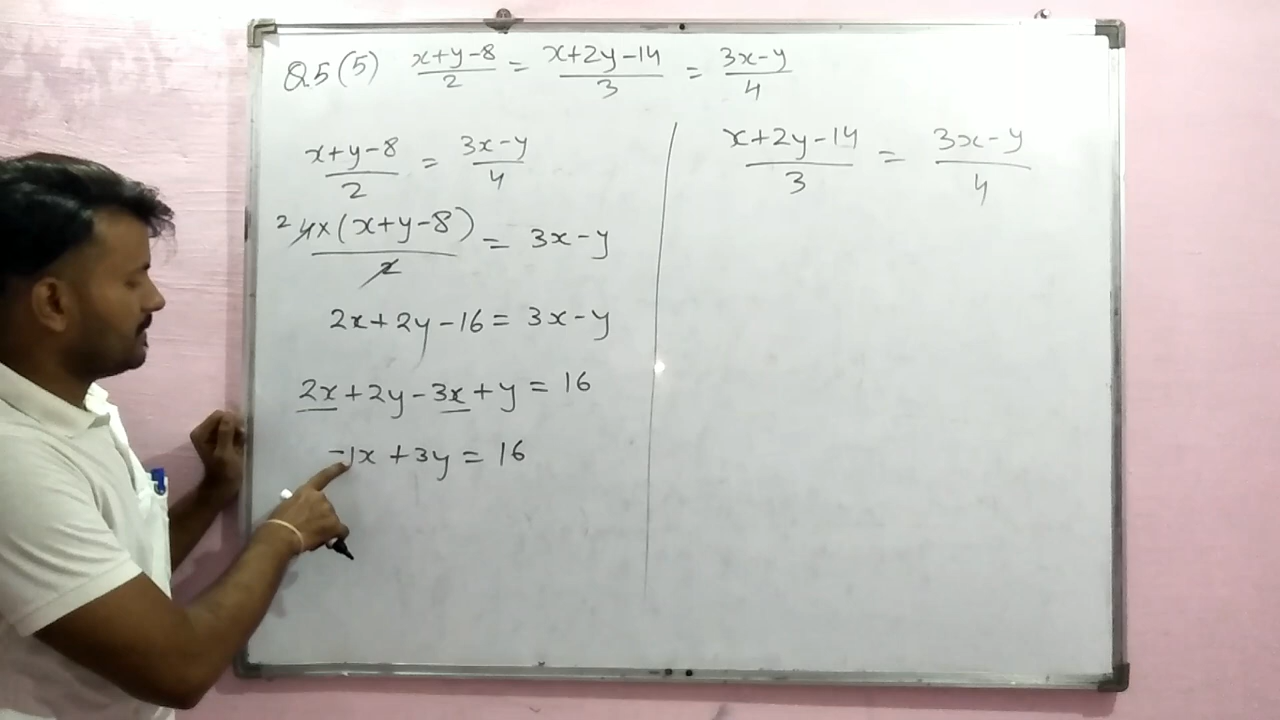 Q.5 (5) x+y-8/2 = x+2y-14/3 = 3x-y/4
x+y-8/2 = 3x-y/4
2 4x(x+y-8)/2 = 3x-y
2x+2y-16 = 3x-y
2x+2y-3x+y = 16
-1x+3y = 16
x+2y-14/3 = 3x-y/4